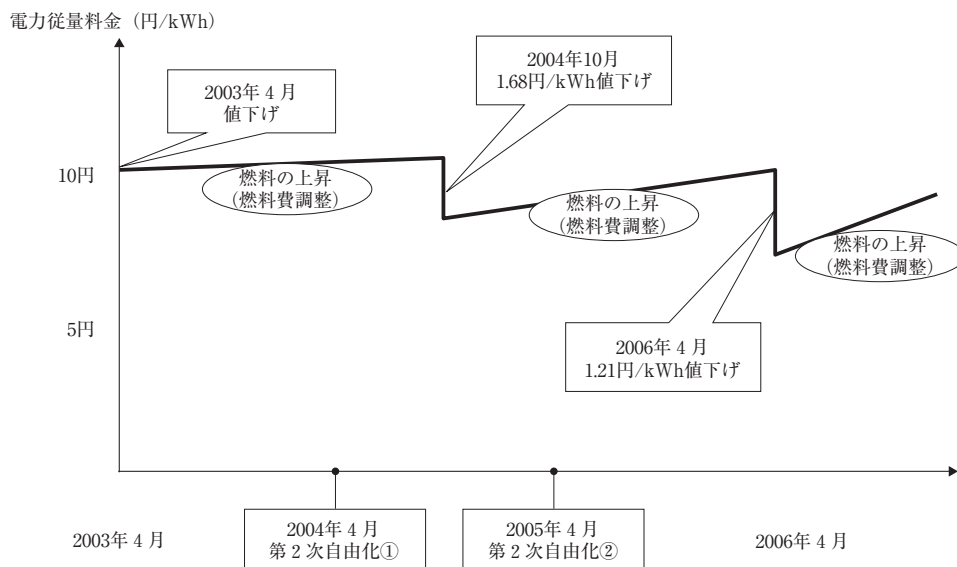 電力従量料金（円/kWh）
2003年4月
値下げ
2004年10月
1.68円/kWh値下げ
10円
燃料の上昇
（燃料費調整）
燃料の上昇
（燃料費調整）
燃料の上昇
（燃料費調整）
5円
2006年4月
1.21円/kWh値下げ
2003年4月
2004年4月
第2次自由化①
2005年4月
第2次自由化②
2006年4月